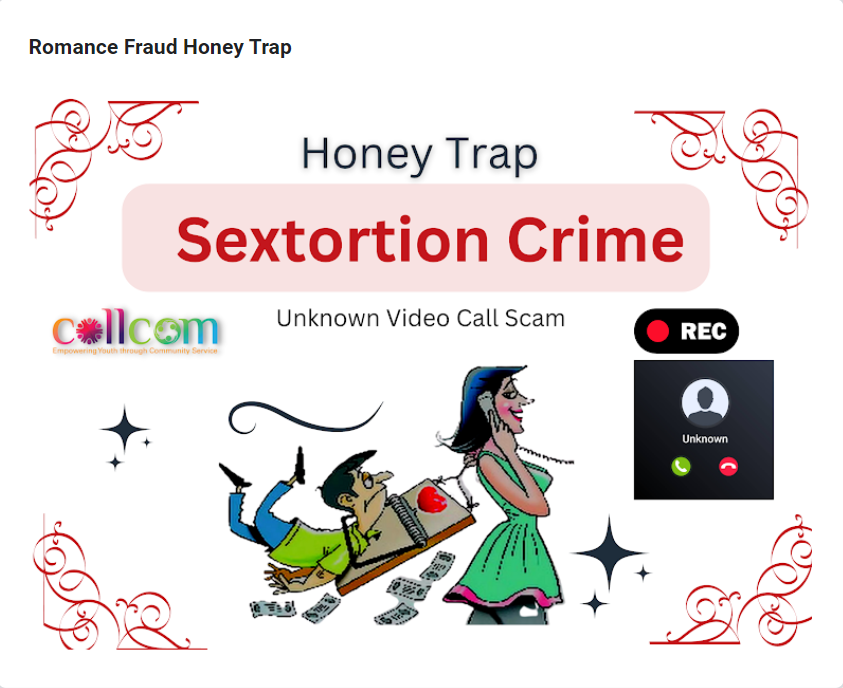 Romance Fraud Honey Trap
Honey Trap
Sextortion Crime
Unknown Video Call Scam
collcom
Empowering Youth through Community Service
REC
Unknown